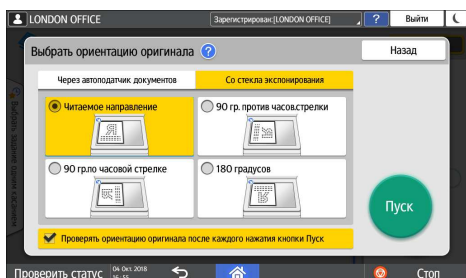 LONDON OFFICE
Зарегистрирован:[LONDON OFFICE]
?
Выйти
Выбрать ориентацию оригинала ?
Назад
Через автоподатчик документов
Со стекла экспонирования
Читаемое направление
90 гр. против часов.стрелки
90 гр.по часовой стрелке
180 градусов
Пуск
Проверять ориентацию оригинала после каждого нажатия кнопки Пуск
Проверить статус
04 Окт. 2018
Стоп